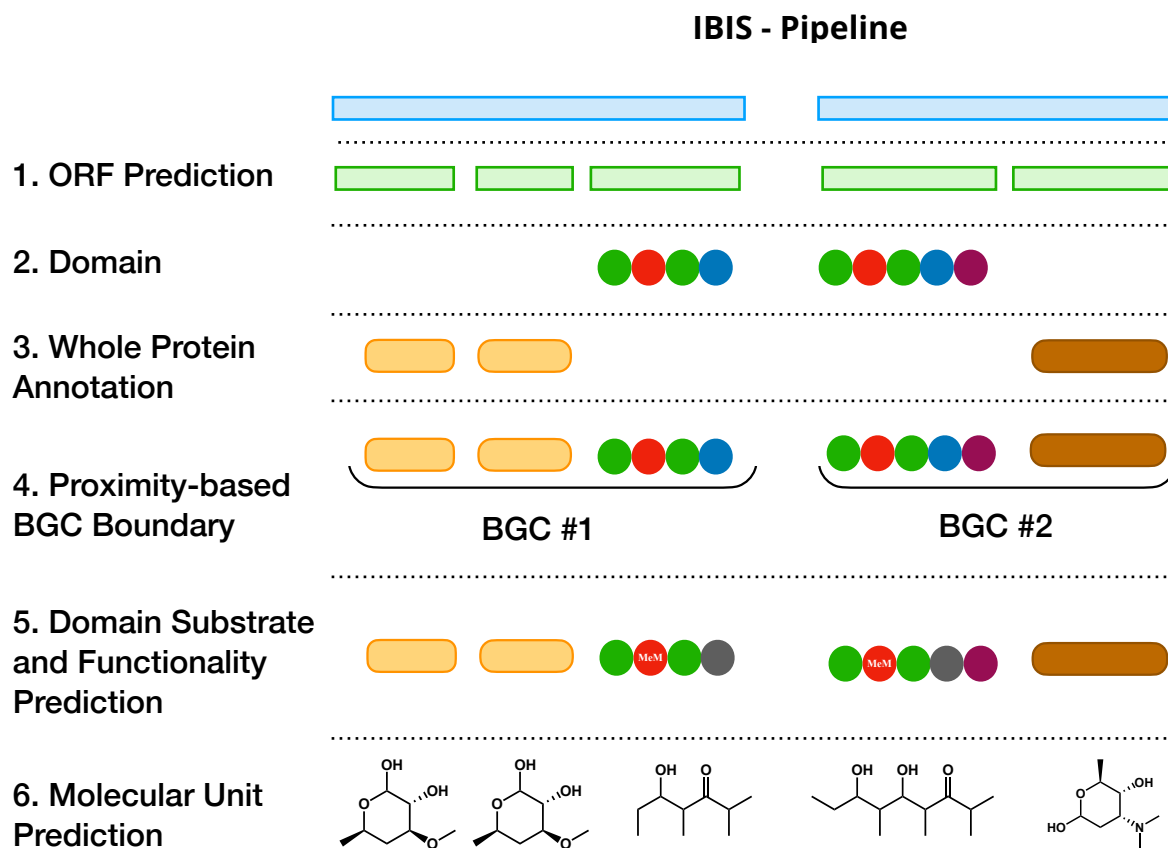 IBIS - Pipeline
1. ORF Prediction
2. Domain
3. Whole Protein
Annotation
4. Proximity-based
BGC Boundary
BGC #1
BGC #2
5. Domain Substrate
and Functionality
Prediction
MeM
MeM
6. Molecular Unit
Prediction
OH
O
OH
O
OH
O
OH
O
OH
O
OH
OH
O
O
OH
HO
N